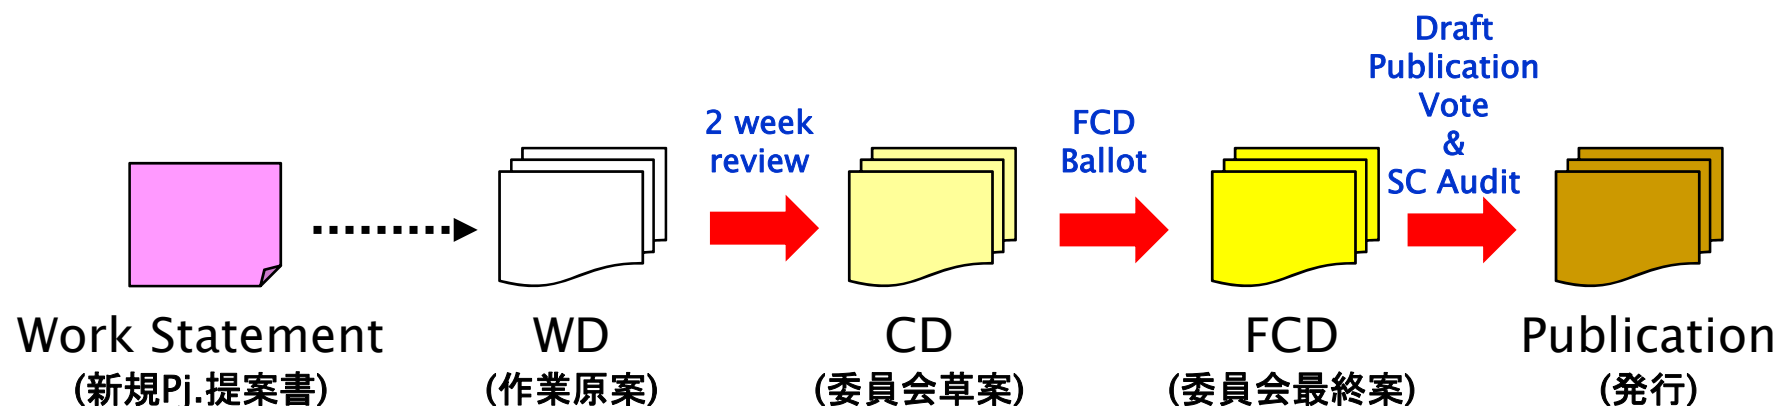 Draft
Publication
Vote
&
SC Audit
2 week
review
FCD
Ballot
Work Statement
(新規Pj.提案書)
WD
(作業原案)
CD
(委員会草案)
FCD
(委員会最終案)
Publication
(発行)